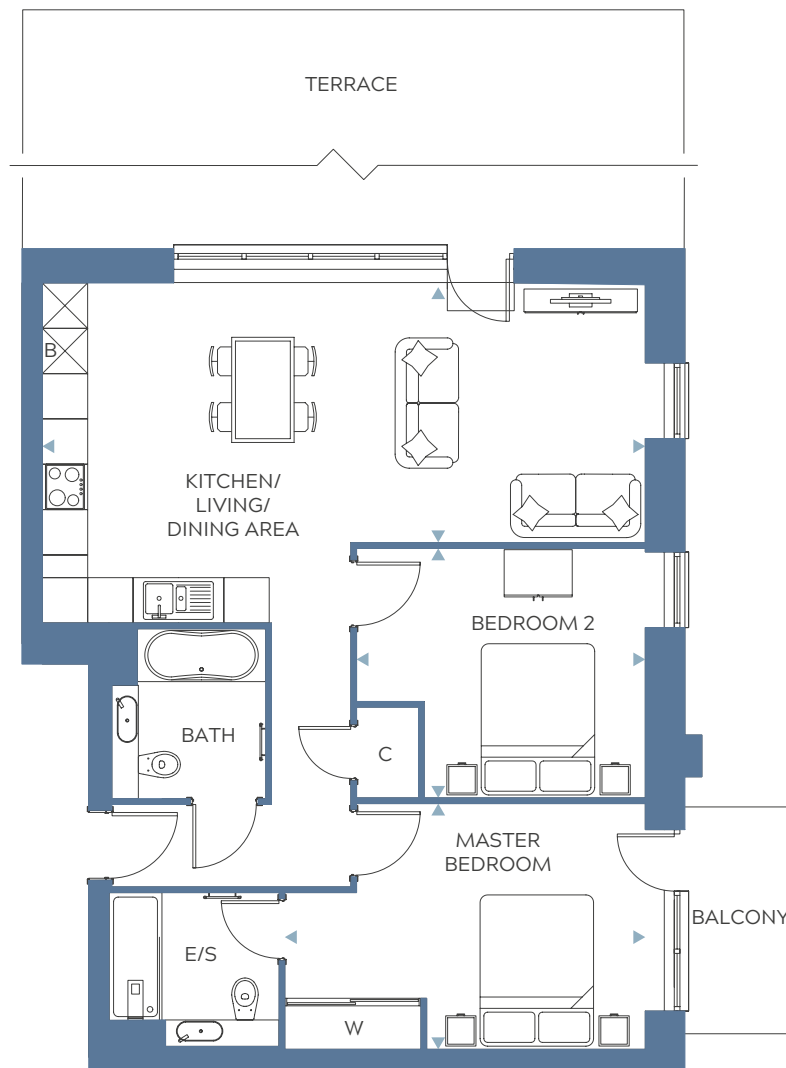 TERRACE
B
KITCHEN/
LIVING/
DINING AREA
BEDROOM 2
BATH
C
MASTER
BEDROOM
BALCONY
E/S
W